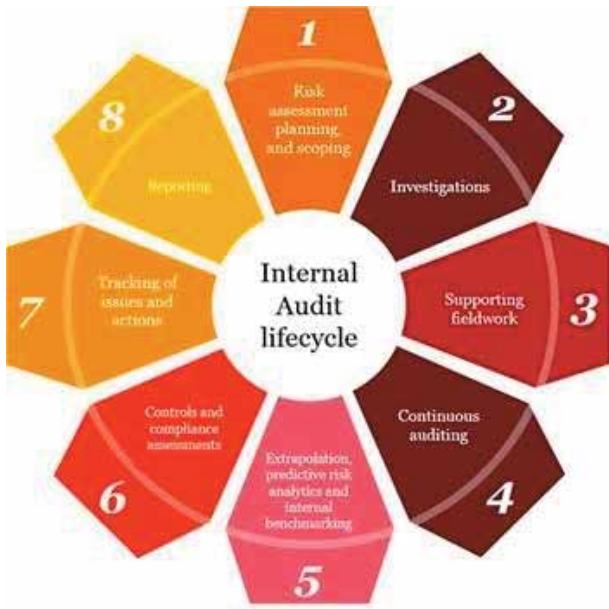 1
Risk
assessment
planning,
and scoping
2
Investigations
3
Supporting
fieldwork
4
Continuous
auditing
5
Extrapolation,
predictive risk
analytics and
internal
benchmarking
6
Controls and
compliance
assessments
7
Tracking of
issues and
actions
8
Reporting
Internal
Audit
lifecycle